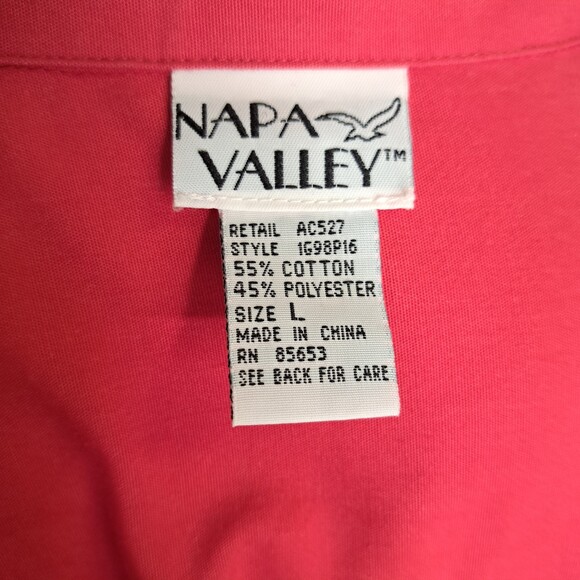 NAPA
VALLEY™
RETAIL AC527
STYLE 1G98P16
55% COTTON
45% POLYESTER
SIZE L
MADE IN CHINA
RN 85653
SEE BACK FOR CARE